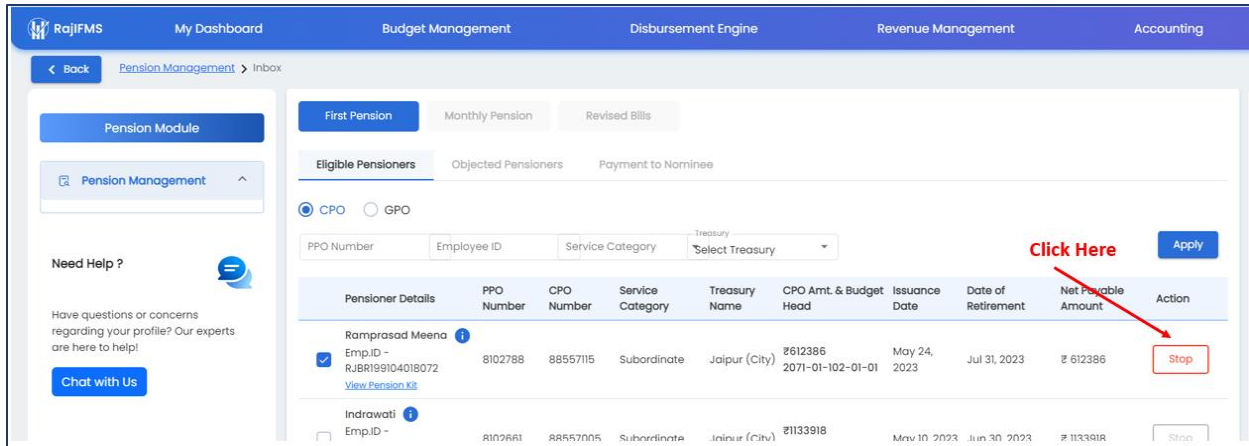 RajIFMS My Dashboard Budget Management Disbursement Engine Revenue Management Accounting
Back Pension Management > Inbox
Pension Module
Pension Management
Need Help ?
Have questions or concerns
regarding your profile? Our experts
are here to help!
Chat with Us
First Pension Monthly Pension Revised Bills
Eligible Pensioners Objected Pensioners Payment to Nominee
CPO GPO
PPO Number Employee ID Service Category Treasury Select Treasury Apply
Click Here
Pensioner Details PPO Number CPO Number Service Category Treasury Name CPO Amt. & Budget Head Issuance Date Date of Retirement Net Payable Amount Action
Ramprasad Meena
Emp.ID -
RJBR199104018072
View Pension Kit
8102788 88557115 Subordinate Jaipur (City) ₹612386 2071-01-102-01-01 May 24, 2023 Jul 31, 2023 ₹ 612386 Stop
Indrawati
Emp.ID -
8102661 88557005 Subordinate Jaipur (City) ₹1133918 May 10, 2023 Jun 30, 2023 ₹ 1133918 Stop